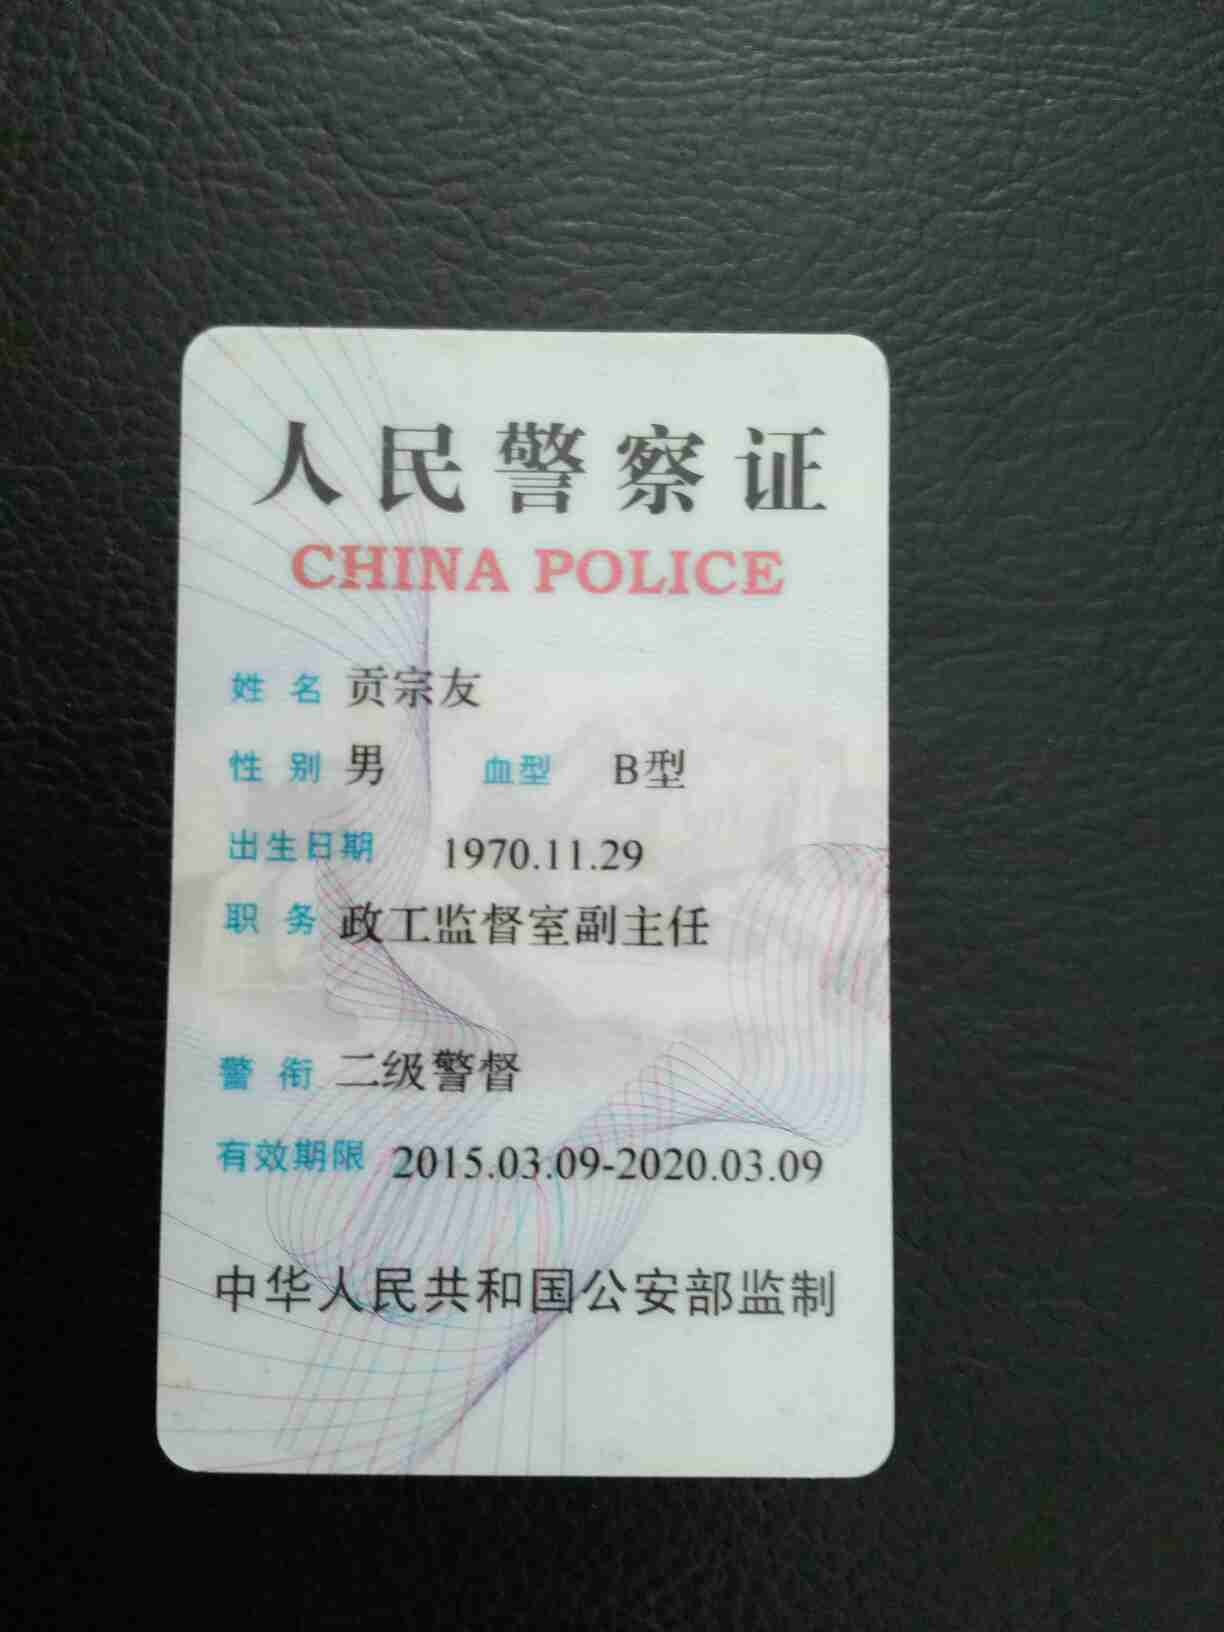 人民警察证
CHINA POLICE
姓 名 贡宗友
性 别 男 血型 B型
出生日期 1970.11.29
职 务 政工监督室副主任
警 衔 二级警督
有效期限 2015.03.09-2020.03.09
中华人民共和国公安部监制